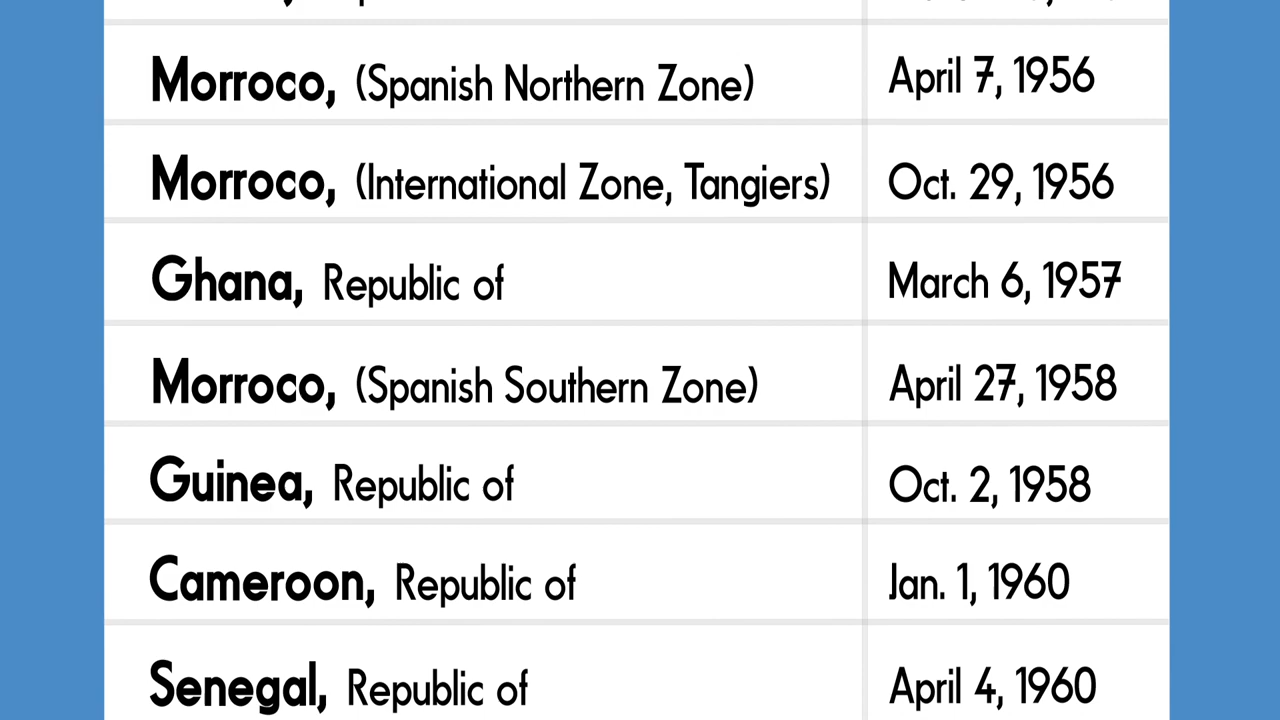 Morroco, (Spanish Northern Zone) April 7, 1956
Morroco, (International Zone, Tangiers) Oct. 29, 1956
Ghana, Republic of March 6, 1957
Morroco, (Spanish Southern Zone) April 27, 1958
Guinea, Republic of Oct. 2, 1958
Cameroon, Republic of Jan. 1, 1960
Senegal, Republic of April 4, 1960